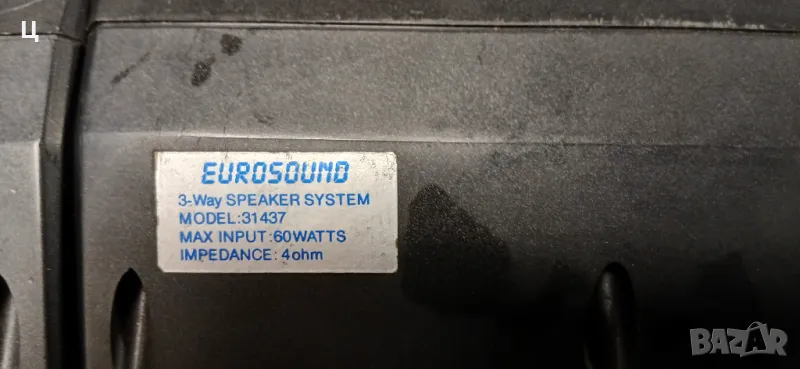 Ц
EUROSOUND
3-Way SPEAKER SYSTEM
MODEL:31437
MAX INPUT:60WATTS
IMPEDANCE: 4ohm
BAZAR